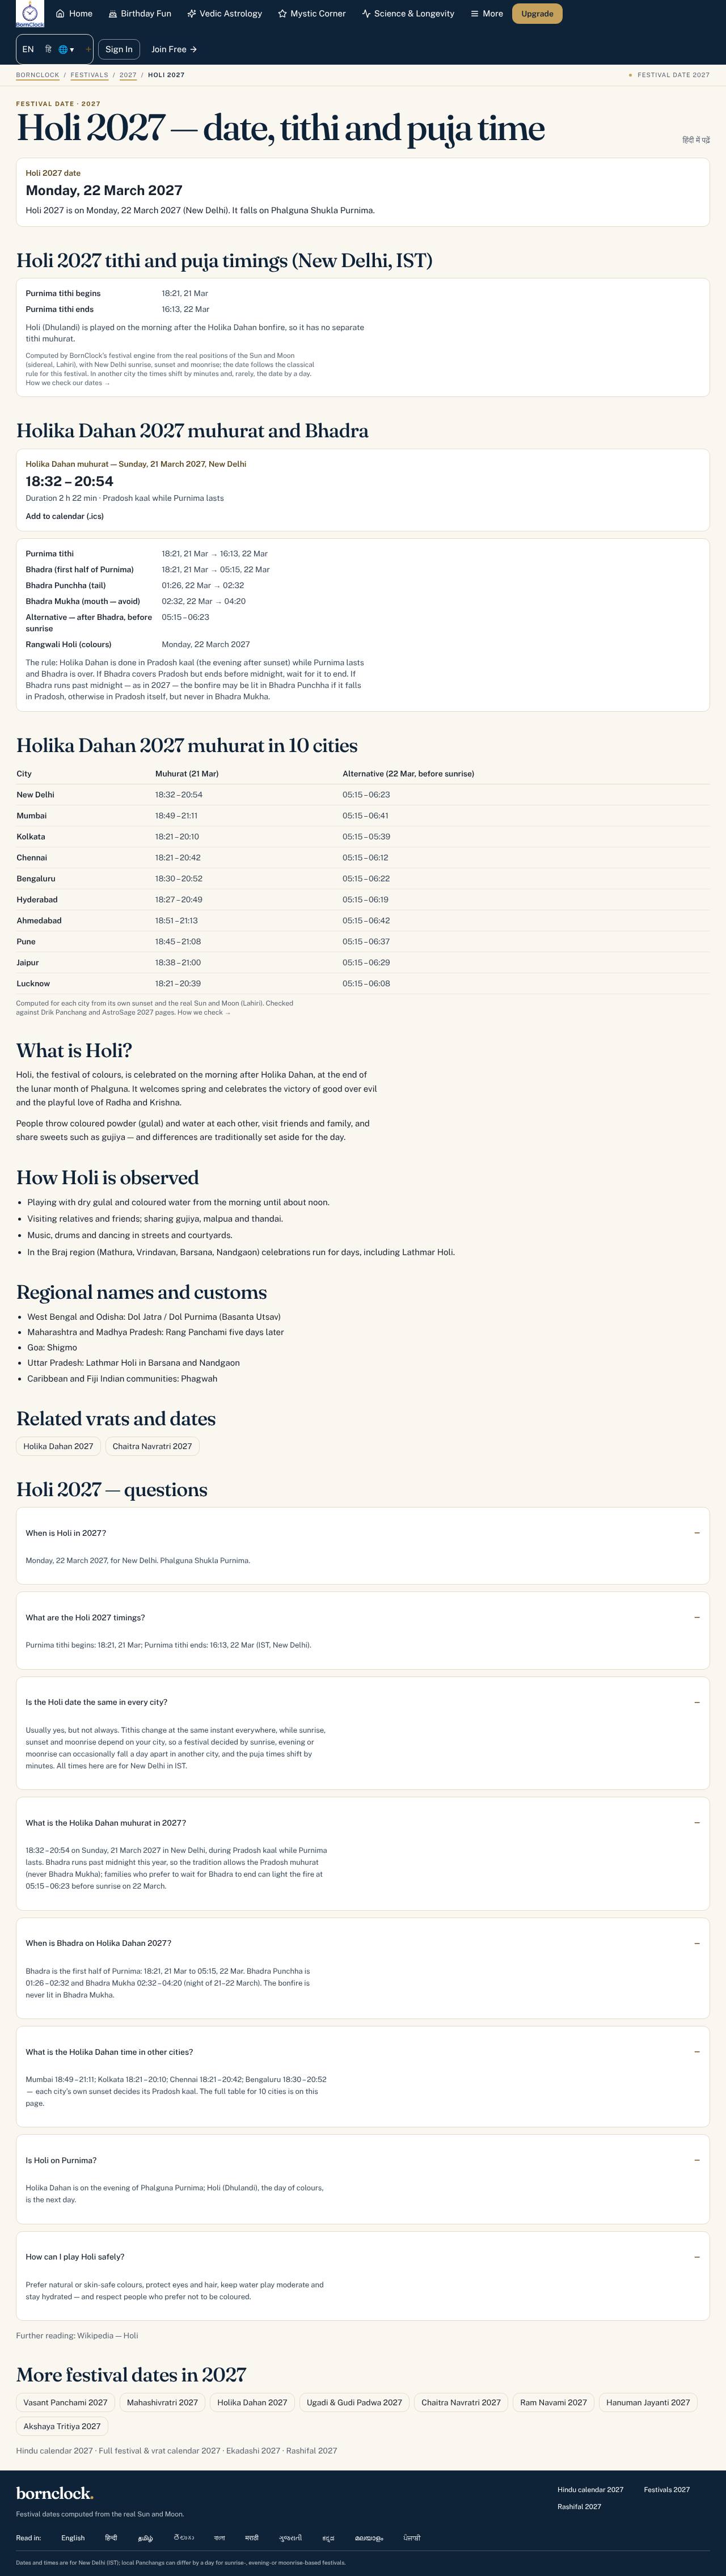 BornClock
Home Birthday Fun Vedic Astrology Mystic Corner Science & Longevity More Upgrade
EN हिं Sign In Join Free →
BORNCLOCK / FESTIVALS / 2027 / HOLI 2027
FESTIVAL DATE 2027
FESTIVAL DATE · 2027
Holi 2027 — date, tithi and puja time
हिंदी में पढ़ें
Holi 2027 date
Monday, 22 March 2027
Holi 2027 is on Monday, 22 March 2027 (New Delhi). It falls on Phalguna Shukla Purnima.
Holi 2027 tithi and puja timings (New Delhi, IST)
Purnima tithi begins 18:21, 21 Mar
Purnima tithi ends 16:13, 22 Mar
Holi (Dhulandi) is played on the morning after the Holika Dahan bonfire, so it has no separate
tithi muhurat.
Computed by BornClock's festival engine from the real positions of the Sun and Moon
(sidereal, Lahiri), with New Delhi sunrise, sunset and moonrise; the date follows the classical
rule for this festival. In another city the times shift by minutes and, rarely, the date by a day.
How we check our dates →
Holika Dahan 2027 muhurat and Bhadra
Holika Dahan muhurat — Sunday, 21 March 2027, New Delhi
18:32 – 20:54
Duration 2 h 22 min · Pradosh kaal while Purnima lasts
Add to calendar (.ics)
Purnima tithi 18:21, 21 Mar → 16:13, 22 Mar
Bhadra (first half of Purnima) 18:21, 21 Mar → 05:15, 22 Mar
Bhadra Punchha (tail) 01:26, 22 Mar → 02:32
Bhadra Mukha (mouth — avoid) 02:32, 22 Mar → 04:20
Alternative — after Bhadra, before 05:15 – 06:23
sunrise
Rangwali Holi (colours) Monday, 22 March 2027
The rule: Holika Dahan is done in Pradosh kaal (the evening after sunset) while Purnima lasts
and Bhadra is over. If Bhadra covers Pradosh but ends before midnight, wait for it to end. If
Bhadra runs past midnight — as in 2027 — the bonfire may be lit in Bhadra Punchha if it falls
in Pradosh, otherwise in Pradosh itself, but never in Bhadra Mukha.
Holika Dahan 2027 muhurat in 10 cities
City Muhurat (21 Mar) Alternative (22 Mar, before sunrise)
New Delhi 18:32 – 20:54 05:15 – 06:23
Mumbai 18:49 – 21:11 05:15 – 06:41
Kolkata 18:21 – 20:10 05:15 – 05:39
Chennai 18:21 – 20:42 05:15 – 06:12
Bengaluru 18:30 – 20:52 05:15 – 06:22
Hyderabad 18:27 – 20:49 05:15 – 06:19
Ahmedabad 18:51 – 21:13 05:15 – 06:42
Pune 18:45 – 21:08 05:15 – 06:37
Jaipur 18:38 – 21:00 05:15 – 06:29
Lucknow 18:21 – 20:39 05:15 – 06:08
Computed for each city from its own sunset and the real Sun and Moon (Lahiri). Checked
against Drik Panchang and AstroSage 2027 pages. How we check →
What is Holi?
Holi, the festival of colours, is celebrated on the morning after Holika Dahan, at the end of
the lunar month of Phalguna. It welcomes spring and celebrates the victory of good over evil
and the playful love of Radha and Krishna.
People throw coloured powder (gulal) and water at each other, visit friends and family, and
share sweets such as gujiya — and differences are traditionally set aside for the day.
How Holi is observed
• Playing with dry gulal and coloured water from the morning until about noon.
• Visiting relatives and friends; sharing gujiya, malpua and thandai.
• Music, drums and dancing in streets and courtyards.
• In the Braj region (Mathura, Vrindavan, Barsana, Nandgaon) celebrations run for days, including Lathmar Holi.
Regional names and customs
• West Bengal and Odisha: Dol Jatra / Dol Purnima (Basanta Utsav)
• Maharashtra and Madhya Pradesh: Rang Panchami five days later
• Goa: Shigmo
• Uttar Pradesh: Lathmar Holi in Barsana and Nandgaon
• Caribbean and Fiji Indian communities: Phagwah
Related vrats and dates
Holika Dahan 2027 Chaitra Navratri 2027
Holi 2027 — questions
When is Holi in 2027? –
Monday, 22 March 2027, for New Delhi. Phalguna Shukla Purnima.
What are the Holi 2027 timings? –
Purnima tithi begins: 18:21, 21 Mar; Purnima tithi ends: 16:13, 22 Mar (IST, New Delhi).
Is the Holi date the same in every city? –
Usually yes, but not always. Tithis change at the same instant everywhere, while sunrise,
sunset and moonrise depend on your city, so a festival decided by sunrise, evening or
moonrise can occasionally fall a day apart in another city, and the puja times shift by
minutes. All times here are for New Delhi in IST.
What is the Holika Dahan muhurat in 2027? –
18:32 – 20:54 on Sunday, 21 March 2027 in New Delhi, during Pradosh kaal while Purnima
lasts. Bhadra runs past midnight this year, so the tradition allows the Pradosh muhurat
(never Bhadra Mukha); families who prefer to wait for Bhadra to end can light the fire at
05:15 – 06:23 before sunrise on 22 March.
When is Bhadra on Holika Dahan 2027? –
Bhadra is the first half of Purnima: 18:21, 21 Mar to 05:15, 22 Mar. Bhadra Punchha is
01:26 – 02:32 and Bhadra Mukha 02:32 – 04:20 (night of 21–22 March). The bonfire is
never lit in Bhadra Mukha.
What is the Holika Dahan time in other cities? –
Mumbai 18:49 – 21:11; Kolkata 18:21 – 20:10; Chennai 18:21 – 20:42; Bengaluru 18:30 – 20:52
— each city's own sunset decides its Pradosh kaal. The full table for 10 cities is on this
page.
Is Holi on Purnima? –
Holika Dahan is on the evening of Phalguna Purnima; Holi (Dhulandi), the day of colours,
is the next day.
How can I play Holi safely? –
Prefer natural or skin-safe colours, protect eyes and hair, keep water play moderate and
stay hydrated — and respect people who prefer not to be coloured.
Further reading: Wikipedia — Holi
More festival dates in 2027
Vasant Panchami 2027 Mahashivratri 2027 Holika Dahan 2027 Ugadi & Gudi Padwa 2027 Chaitra Navratri 2027 Ram Navami 2027 Hanuman Jayanti 2027
Akshaya Tritiya 2027
Hindu calendar 2027 · Full festival & vrat calendar 2027 · Ekadashi 2027 · Rashifal 2027
bornclock.
Festival dates computed from the real Sun and Moon.
Hindu calendar 2027 Festivals 2027
Rashifal 2027
Read in: English हिन्दी தமிழ் తెలుగు বাংলা मराठी ગુજરાતી ಕನ್ನಡ മലയാളം ਪੰਜਾਬੀ
Dates and times are for New Delhi (IST); local Panchangs can differ by a day for sunrise-, evening- or moonrise-based festivals.